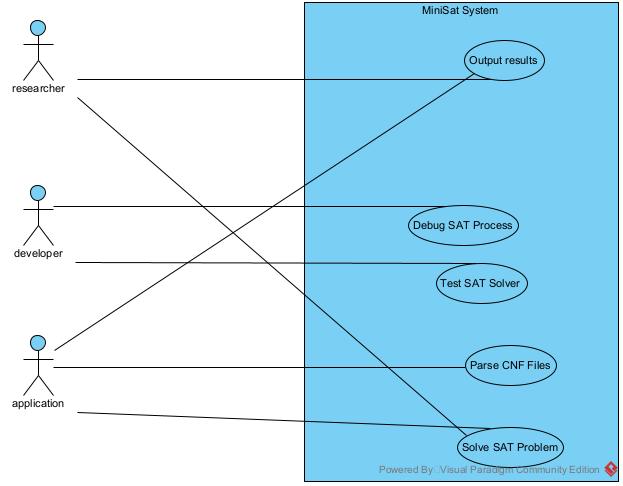 MiniSat System
Output results
researcher
Debug SAT Process
developer
Test SAT Solver
Parse CNF Files
application
Solve SAT Problem
Powered By Visual Paradigm Community Edition